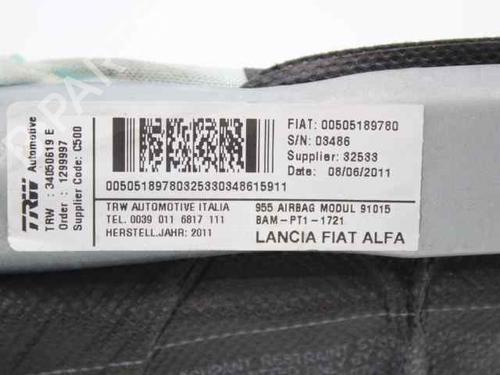 TRW Automotive
TRW : 34050619 E
Order : 1299997
Supplier Code: C500
FIAT: 00505189780
S/N: 03486
Supplier: 32533
Date: 08/06/2011
00505189780325330348615911
TRW AUTOMOTIVE ITALIA
TEL. 0039 011 6817 111
HERSTELL.JAHR: 2011
955 AIRBAG MODUL 91015
BAM-PT1-1721
LANCIA FIAT ALFA
RESTRAINT